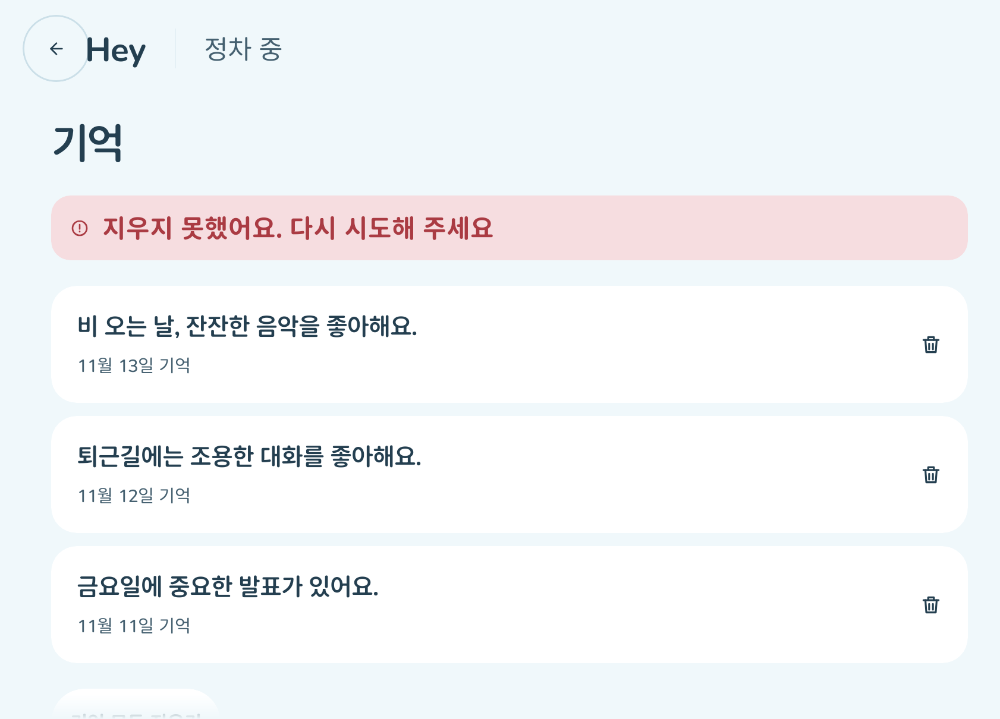 Hey
정차 중
기억
지우지 못했어요. 다시 시도해 주세요
비 오는 날, 잔잔한 음악을 좋아해요.
11월 13일 기억
퇴근길에는 조용한 대화를 좋아해요.
11월 12일 기억
금요일에 중요한 발표가 있어요.
11월 11일 기억